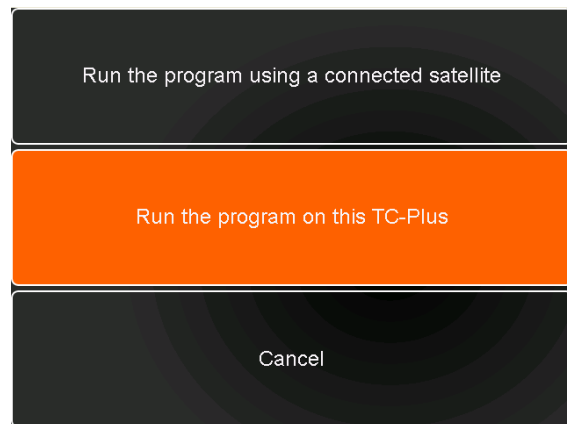 Run the program using a connected satellite
Run the program on this TC-Plus
Cancel